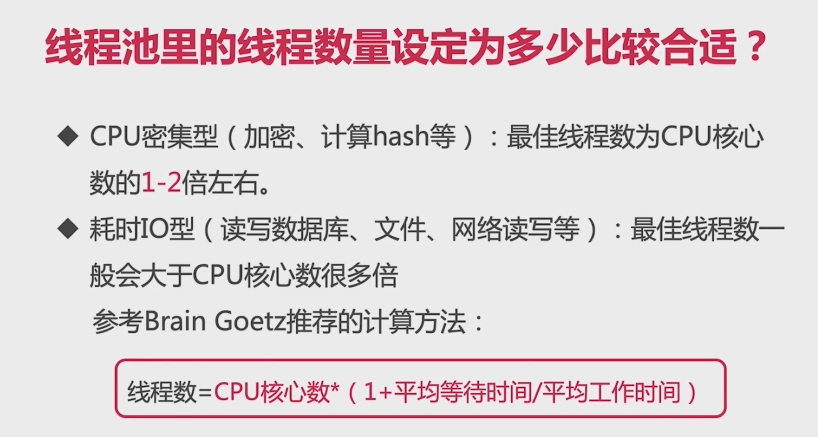 线程池里的线程数量设定为多少比较合适？
◆ CPU密集型（加密、计算hash等）：最佳线程数为CPU核心
数的1-2倍左右。
◆ 耗时IO型（读写数据库、文件、网络读写等）：最佳线程数一
般会大于CPU核心数很多倍
参考Brain Goetz推荐的计算方法：
线程数=CPU核心数*（1+平均等待时间/平均工作时间）